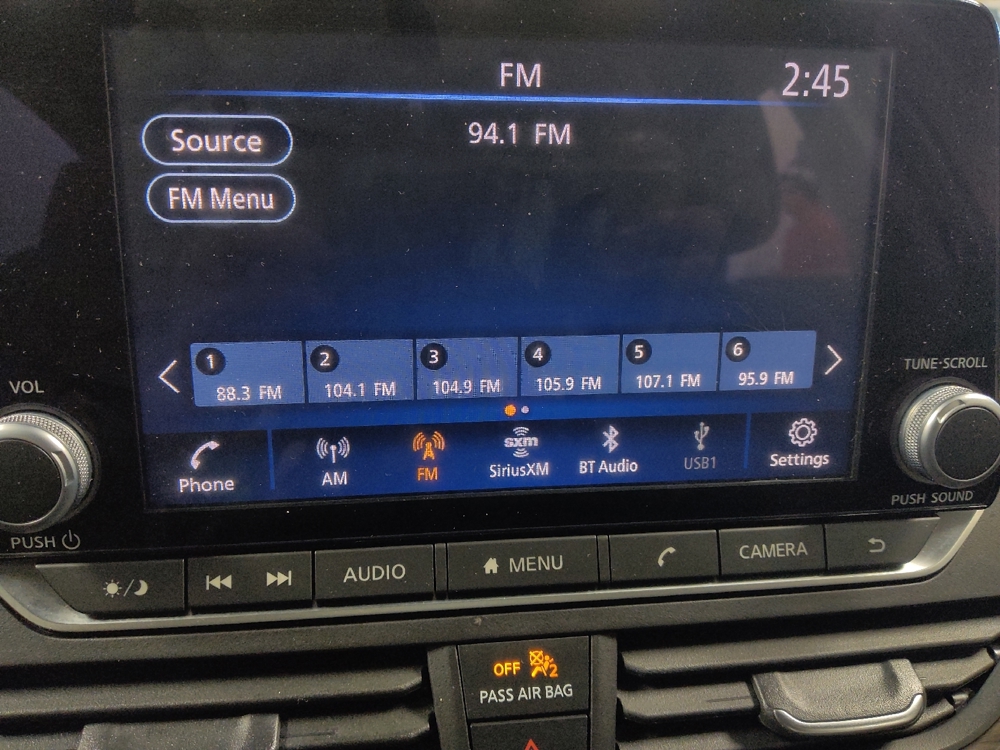 FM
2:45
Source
94.1 FM
FM Menu
1
2
3
4
5
6
88.3 FM
104.1 FM
104.9 FM
105.9 FM
107.1 FM
95.9 FM
VOL
TUNE·SCROLL
Phone
AM
FM
sxm
SiriusXM
BT Audio
USB1
Settings
PUSH
PUSH SOUND
AUDIO
MENU
CAMERA
OFF
2
PASS AIR BAG